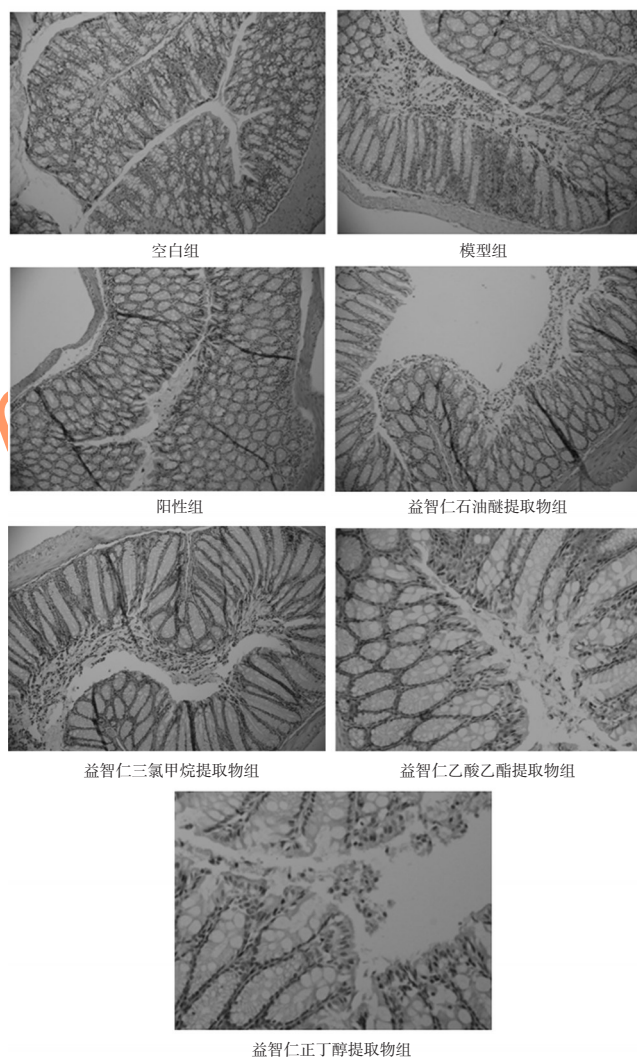 空白组
模型组
阳性组
益智仁石油醚提取物组
益智仁三氯甲烷提取物组
益智仁乙酸乙酯提取物组
益智仁正丁醇提取物组